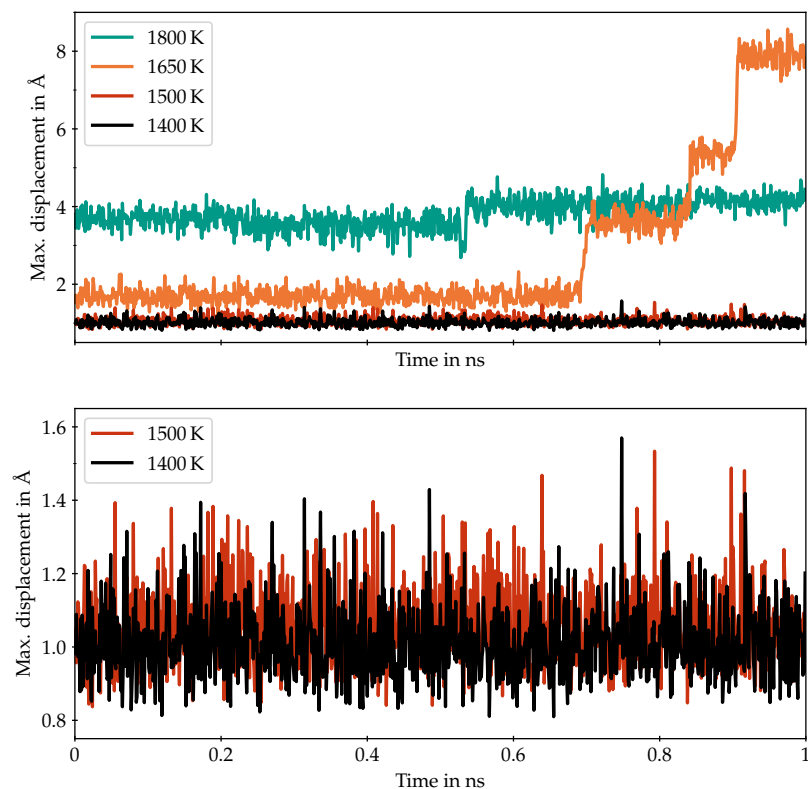 Max. displacement in Å
8
6
4
2
1800 K
1650 K
1500 K
1400 K
Time in ns
Max. displacement in Å
1.6
1.4
1.2
1.0
0.8
1500 K
1400 K
0
0.2
0.4
0.6
0.8
1
Time in ns